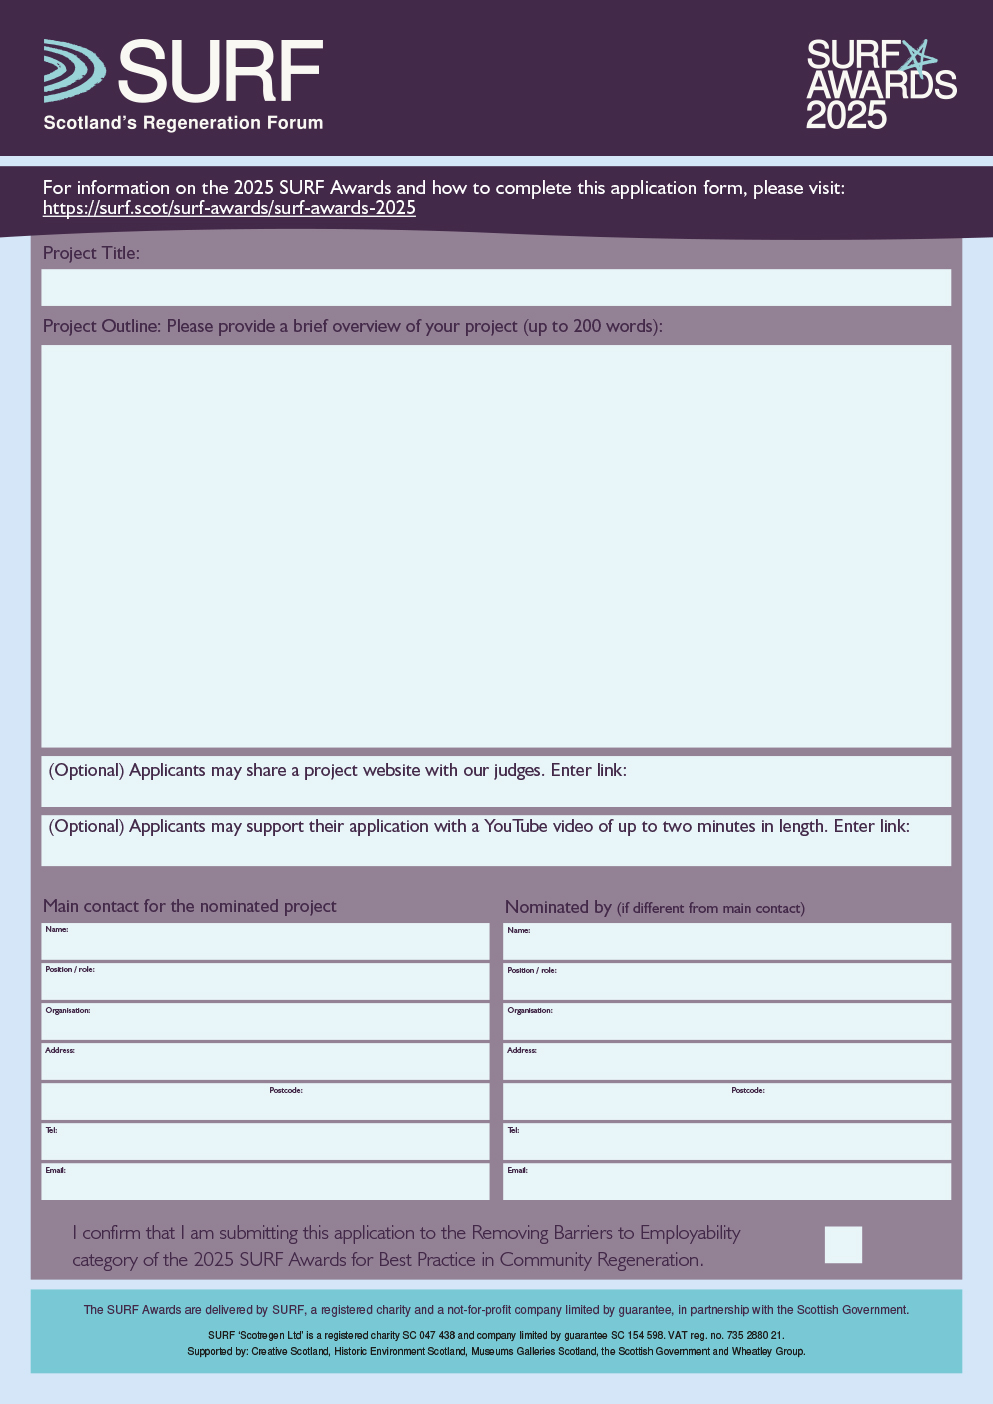 SURF
Scotland's Regeneration Forum
SURF
AWARDS
2025
For information on the 2025 SURF Awards and how to complete this application form, please visit:
https://surf.scot/surf-awards/surf-awards-2025
Project Title:
Project Outline: Please provide a brief overview of your project (up to 200 words):
(Optional) Applicants may share a project website with our judges. Enter link:
(Optional) Applicants may support their application with a YouTube video of up to two minutes in length. Enter link:
Main contact for the nominated project
Name:
Position / role:
Organisation:
Address:
Postcode:
Tel:
Email:
Nominated by (if different from main contact)
Name:
Position / role:
Organisation:
Address:
Postcode:
Tel:
Email:
I confirm that I am submitting this application to the Removing Barriers to Employability
category of the 2025 SURF Awards for Best Practice in Community Regeneration.
The SURF Awards are delivered by SURF, a registered charity and a not-for-profit company limited by guarantee, in partnership with the Scottish Government.
SURF 'Scotregen Ltd' is a registered charity SC 047 438 and company limited by guarantee SC 154 598. VAT reg. no. 735 2880 21.
Supported by: Creative Scotland, Historic Environment Scotland, Museums Galleries Scotland, the Scottish Government and Wheatley Group.